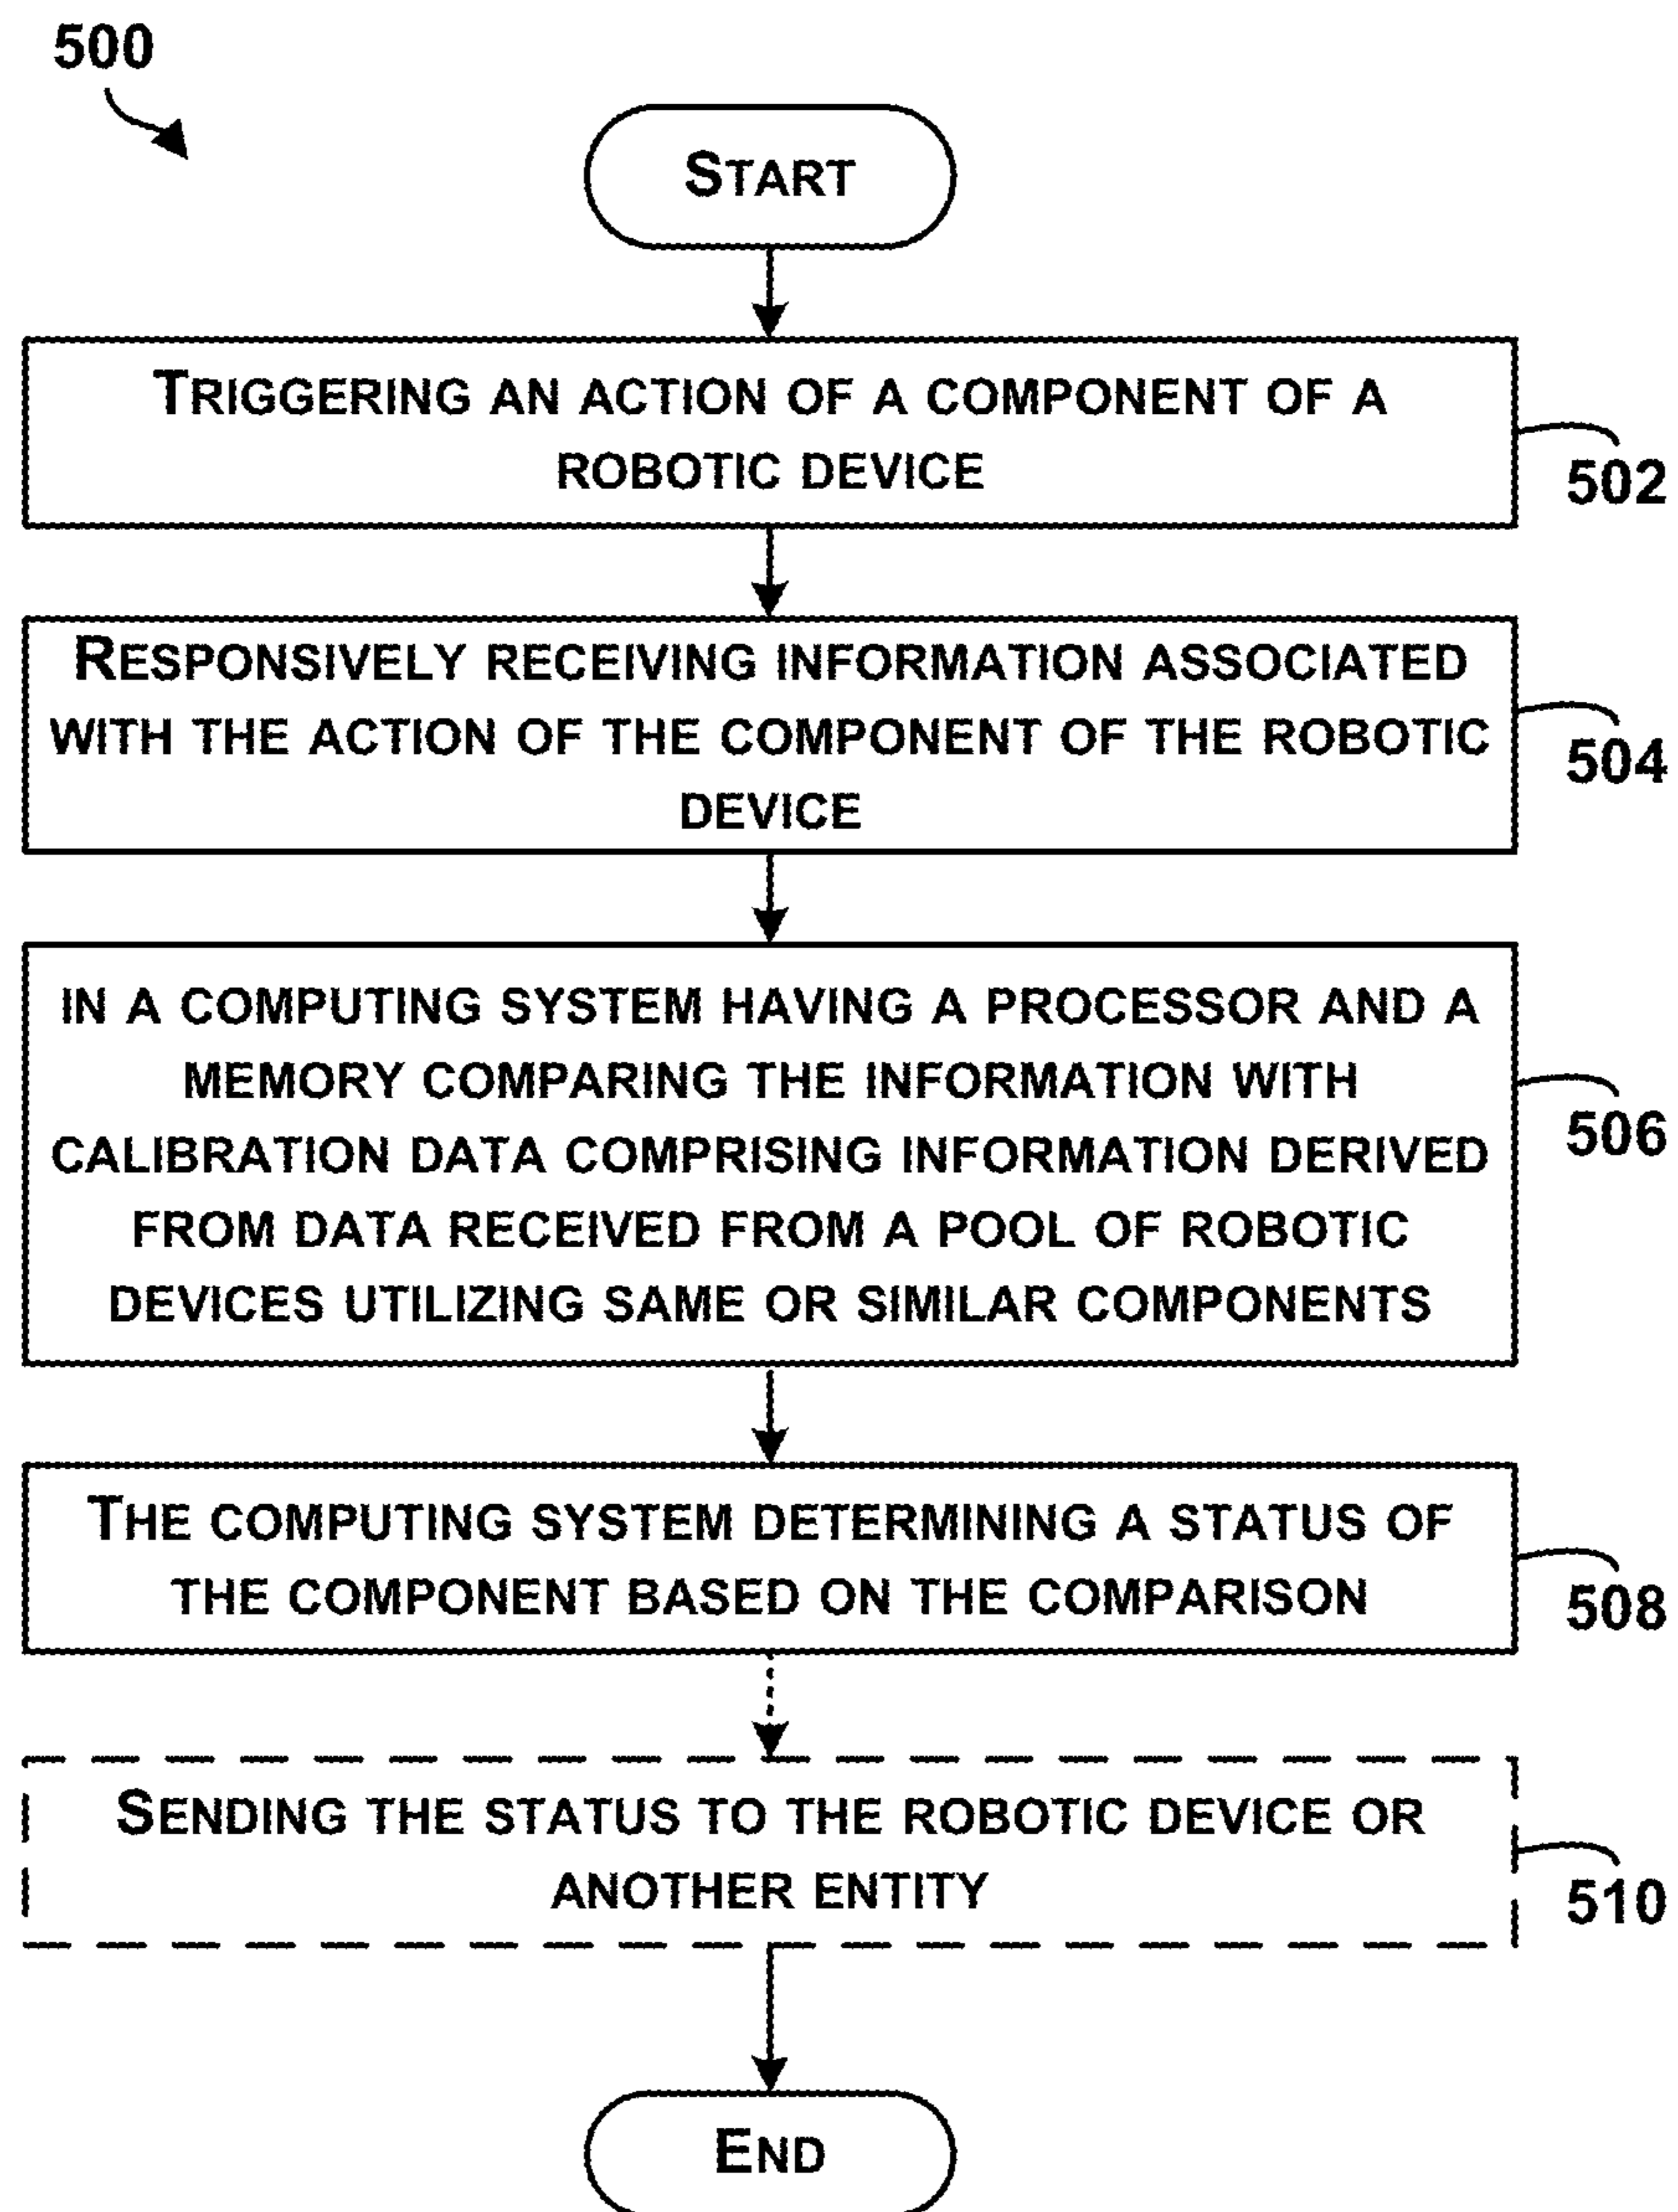 500
START
TRIGGERING AN ACTION OF A COMPONENT OF A
ROBOTIC DEVICE
502
RESPONSIVELY RECEIVING INFORMATION ASSOCIATED
WITH THE ACTION OF THE COMPONENT OF THE ROBOTIC
DEVICE
504
IN A COMPUTING SYSTEM HAVING A PROCESSOR AND A
MEMORY COMPARING THE INFORMATION WITH
CALIBRATION DATA COMPRISING INFORMATION DERIVED
FROM DATA RECEIVED FROM A POOL OF ROBOTIC
DEVICES UTILIZING SAME OR SIMILAR COMPONENTS
506
THE COMPUTING SYSTEM DETERMINING A STATUS OF
THE COMPONENT BASED ON THE COMPARISON
508
SENDING THE STATUS TO THE ROBOTIC DEVICE OR
ANOTHER ENTITY
510
END